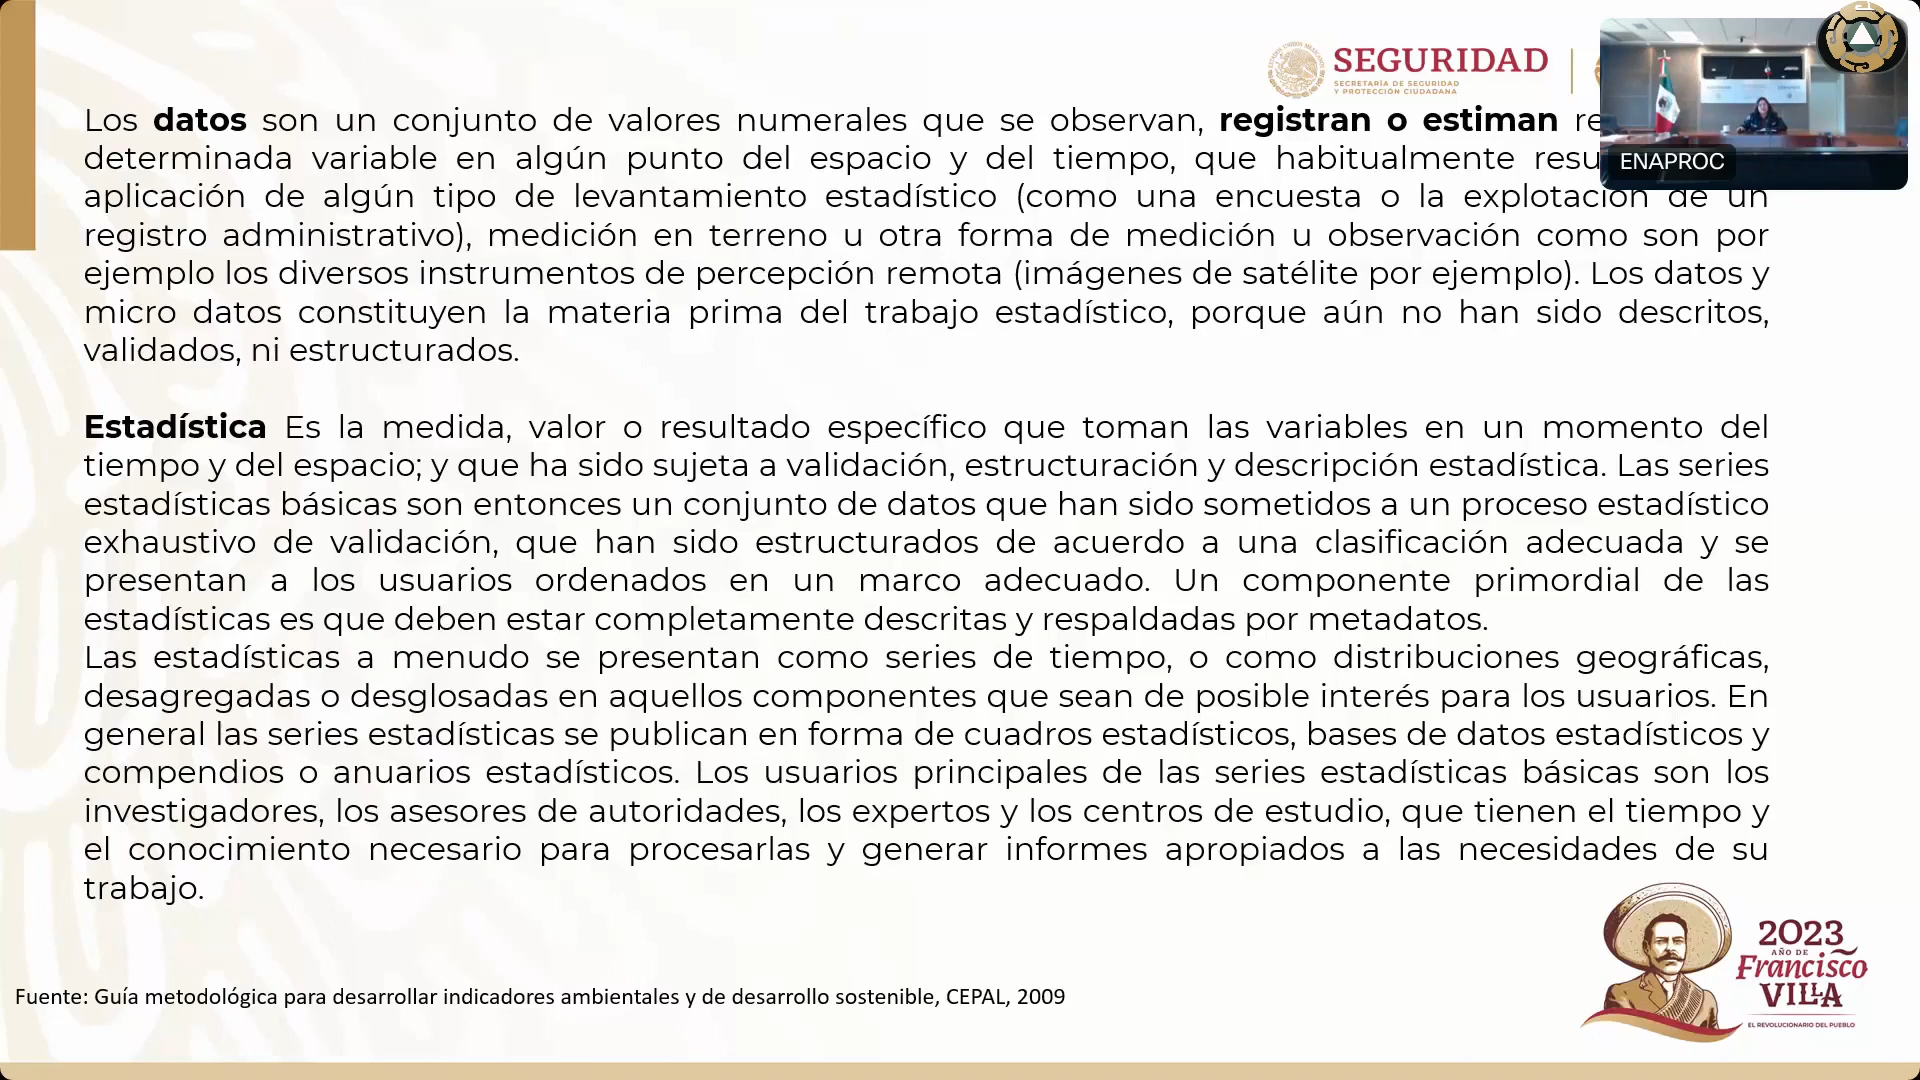 SEGURIDAD
SECRETARÍA DE SEGURIDAD
Y PROTECCIÓN CIUDADANA
ENAPROC
Los datos son un conjunto de valores numerales que se observan, registran o estiman
determinada variable en algún punto del espacio y del tiempo, que habitualmente
aplicación de algún tipo de levantamiento estadístico (como una encuesta o la explotación de un
registro administrativo), medición en terreno u otra forma de medición u observación como son por
ejemplo los diversos instrumentos de percepción remota (imágenes de satélite por ejemplo). Los datos y
micro datos constituyen la materia prima del trabajo estadístico, porque aún no han sido descritos,
validados, ni estructurados.
Estadística Es la medida, valor o resultado específico que toman las variables en un momento del
tiempo y del espacio; y que ha sido sujeta a validación, estructuración y descripción estadística. Las series
estadísticas básicas son entonces un conjunto de datos que han sido sometidos a un proceso estadístico
exhaustivo de validación, que han sido estructurados de acuerdo a una clasificación adecuada y se
presentan a los usuarios ordenados en un marco adecuado. Un componente primordial de las
estadísticas es que deben estar completamente descritas y respaldadas por metadatos.
Las estadísticas a menudo se presentan como series de tiempo, o como distribuciones geográficas,
desagregadas o desglosadas en aquellos componentes que sean de posible interés para los usuarios. En
general las series estadísticas se publican en forma de cuadros estadísticos, bases de datos estadísticos y
compendios o anuarios estadísticos. Los usuarios principales de las series estadísticas básicas son los
investigadores, los asesores de autoridades, los expertos y los centros de estudio, que tienen el tiempo y
el conocimiento necesario para procesarlas y generar informes apropiados a las necesidades de su
trabajo.
2023
AÑO DE
Francisco
VILLA
EL REVOLUCIONARIO DEL PUEBLO
Fuente: Guía metodológica para desarrollar indicadores ambientales y de desarrollo sostenible, CEPAL, 2009